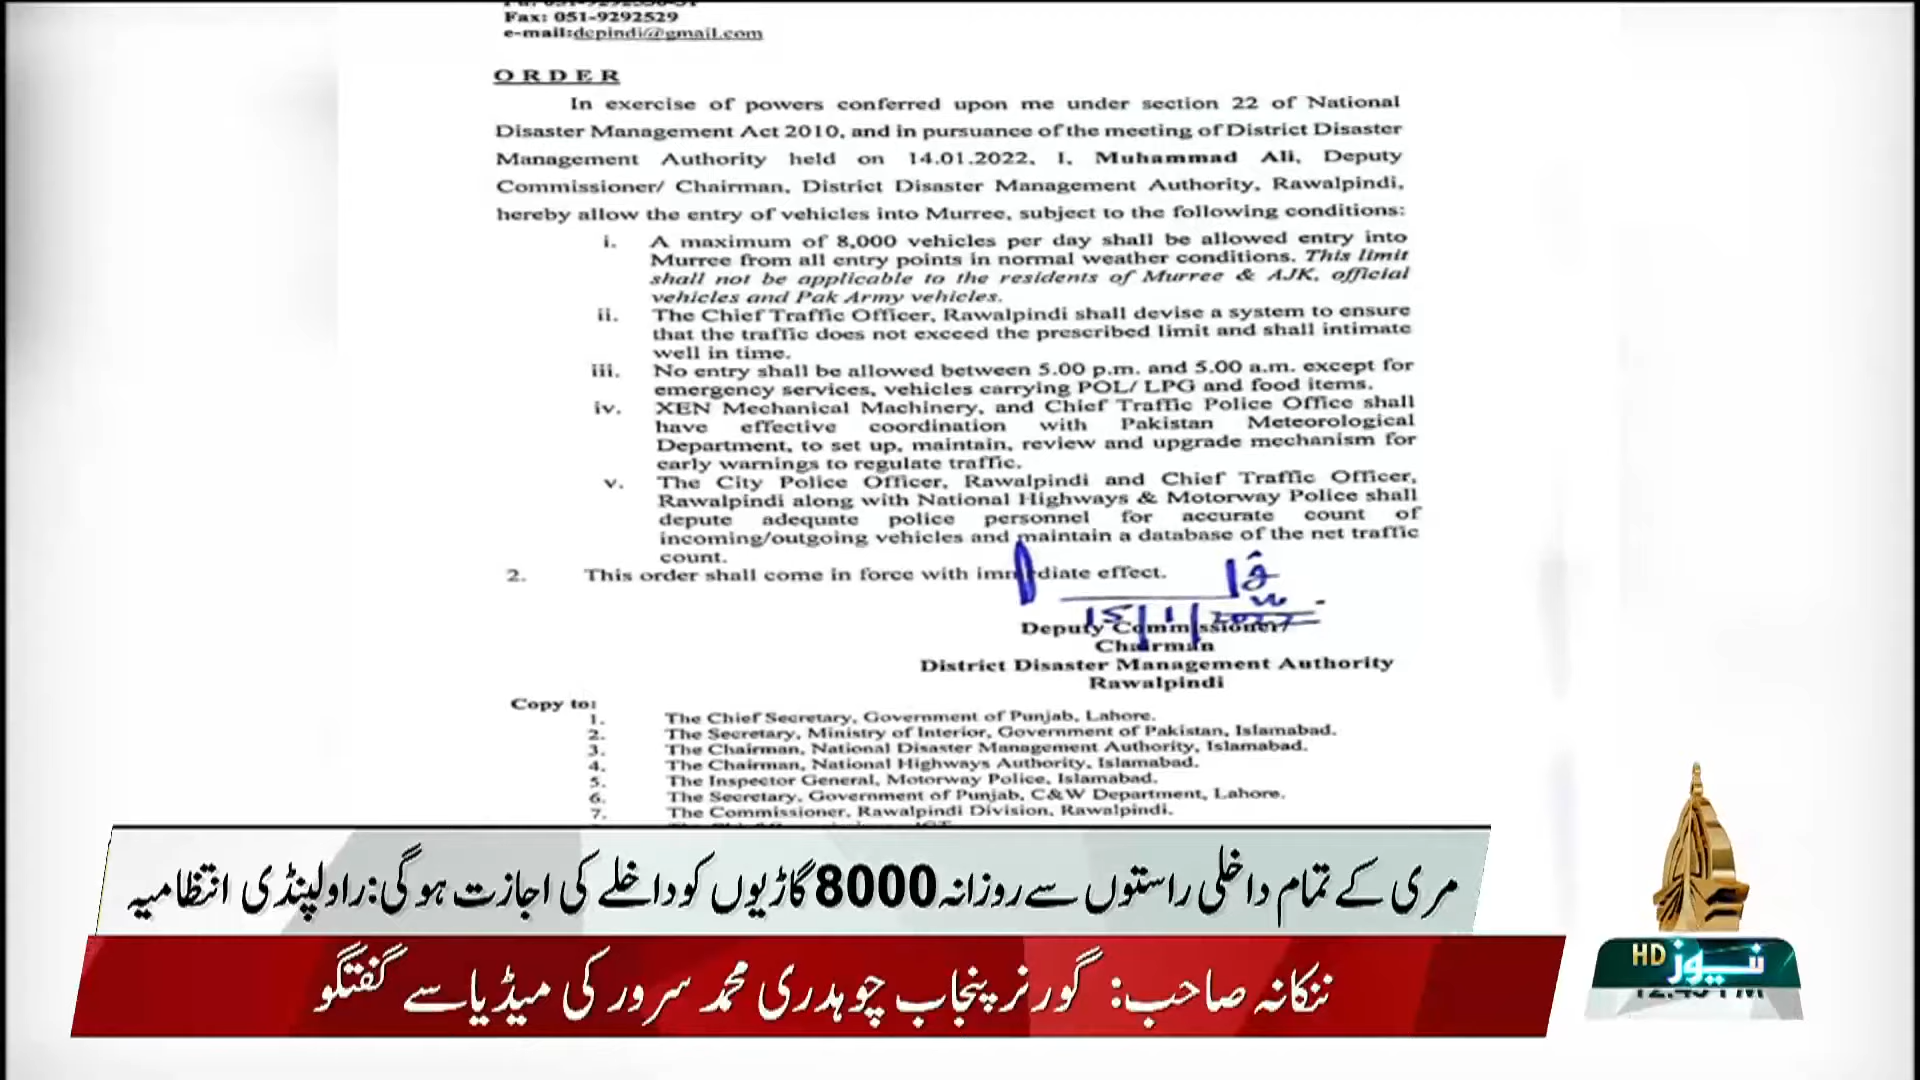 Fax: 051-9292529
e-mail:dcpindi@gmail.com
ORDER
In exercise of powers conferred upon me under section 22 of National
Disaster Management Act 2010, and in pursuance of the meeting of District Disaster
Management Authority held on 14.01.2022, I, Muhammad Ali, Deputy
Commissioner/ Chairman, District Disaster Management Authority, Rawalpindi,
hereby allow the entry of vehicles into Murree, subject to the following conditions:
i. A maximum of 8,000 vehicles per day shall be allowed entry into
Murree from all entry points in normal weather conditions. This limit
shall not be applicable to the residents of Murree & AJK, official
vehicles and Pak Army vehicles.
ii. The Chief Traffic Officer, Rawalpindi shall devise a system to ensure
that the traffic does not exceed the prescribed limit and shall intimate
well in time.
iii. No entry shall be allowed between 5.00 p.m. and 5.00 a.m. except for
emergency services, vehicles carrying POL/ LPG and food items.
iv. XEN Mechanical Machinery, and Chief Traffic Police Office shall
have effective coordination with Pakistan Meteorological
Department, to set up, maintain, review and upgrade mechanism for
early warnings to regulate traffic.
v. The City Police Officer, Rawalpindi and Chief Traffic Officer,
Rawalpindi along with National Highways & Motorway Police shall
depute adequate police personnel for accurate count of
incoming/outgoing vehicles and maintain a database of the net traffic
count.
2. This order shall come in force with immediate effect.
15/1/2022
Deputy Commissioner/
Chairman
District Disaster Management Authority
Rawalpindi
Copy to:
1. The Chief Secretary, Government of Punjab, Lahore.
2. The Secretary, Ministry of Interior, Government of Pakistan, Islamabad.
3. The Chairman, National Disaster Management Authority, Islamabad.
4. The Chairman, National Highways Authority, Islamabad.
5. The Inspector General, Motorway Police, Islamabad.
6. The Secretary, Government of Punjab, C&W Department, Lahore.
7. The Commissioner, Rawalpindi Division, Rawalpindi.
مری کے تمام داخلی راستوں سے روزانہ 8000 گاڑیوں کو داخلے کی اجازت ہوگی: راولپنڈی انتظامیہ
ننکانہ صاحب: گورنر پنجاب چوہدری محمد سرور کی میڈیا سے گفتگو
نیوز HD